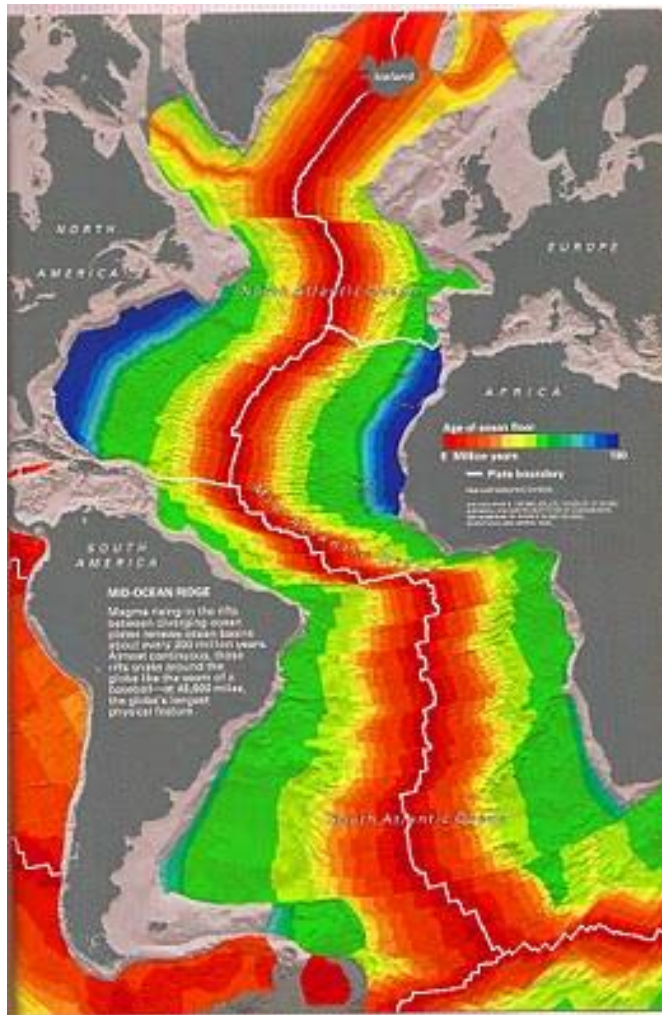 Iceland
NORTH
AMERICA
EUROPE
North Atlantic Ocean
AFRICA
Age of ocean floor
0 Million years 180
Plate boundary
SOUTH
AMERICA
MID-OCEAN RIDGE
Magma rising in the rifts
between diverging ocean
plates renews ocean basins
about every 200 million years.
Almost continuous, these
rifts snake around the
globe like the seam of a
baseball—at 45,000 miles,
the globe's longest
physical feature.
South Atlantic Ocean